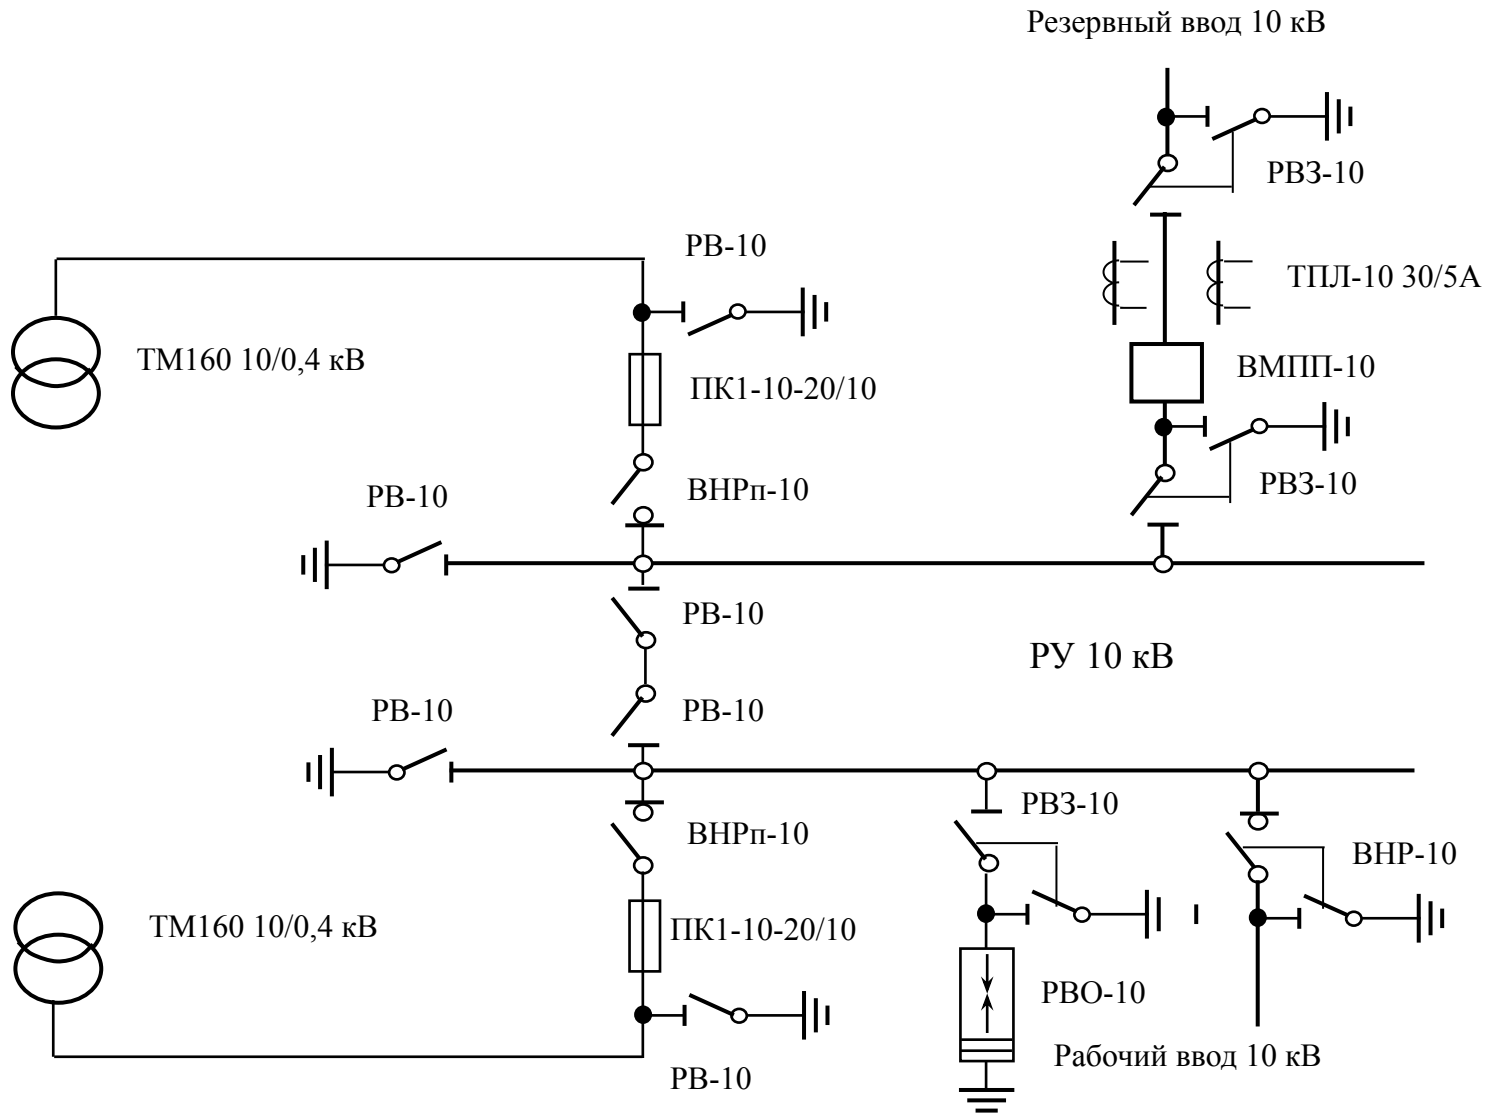 Резервный ввод 10 кВ
РВЗ-10
РВ-10
ТПЛ-10 30/5А
ТМ160 10/0,4 кВ
ВМПП-10
ПК1-10-20/10
РВЗ-10
ВНРп-10
РВ-10
РВ-10
РУ 10 кВ
РВ-10
РВ-10
РВЗ-10
ВНРп-10
ВНР-10
ТМ160 10/0,4 кВ
ПК1-10-20/10
РВО-10
Рабочий ввод 10 кВ
РВ-10